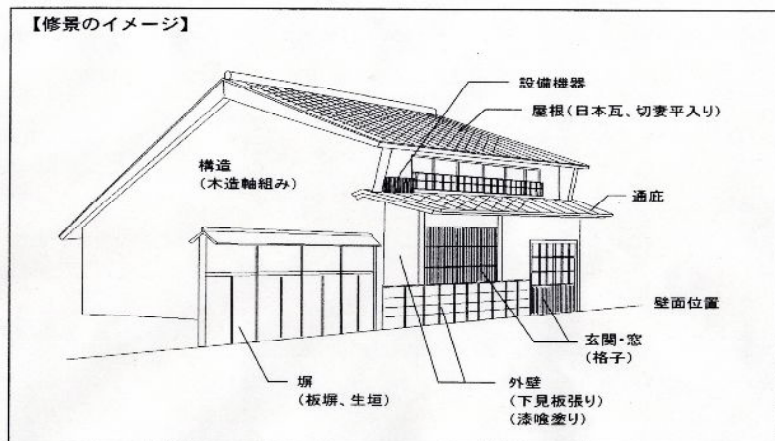 【修景のイメージ】
設備機器
屋根(日本瓦、切妻平入り)
構造
(木造軸組み)
通庇
壁面位置
玄関・窓
(格子)
塀
(板塀、生垣)
外壁
(下見板張り)
(漆喰塗り)